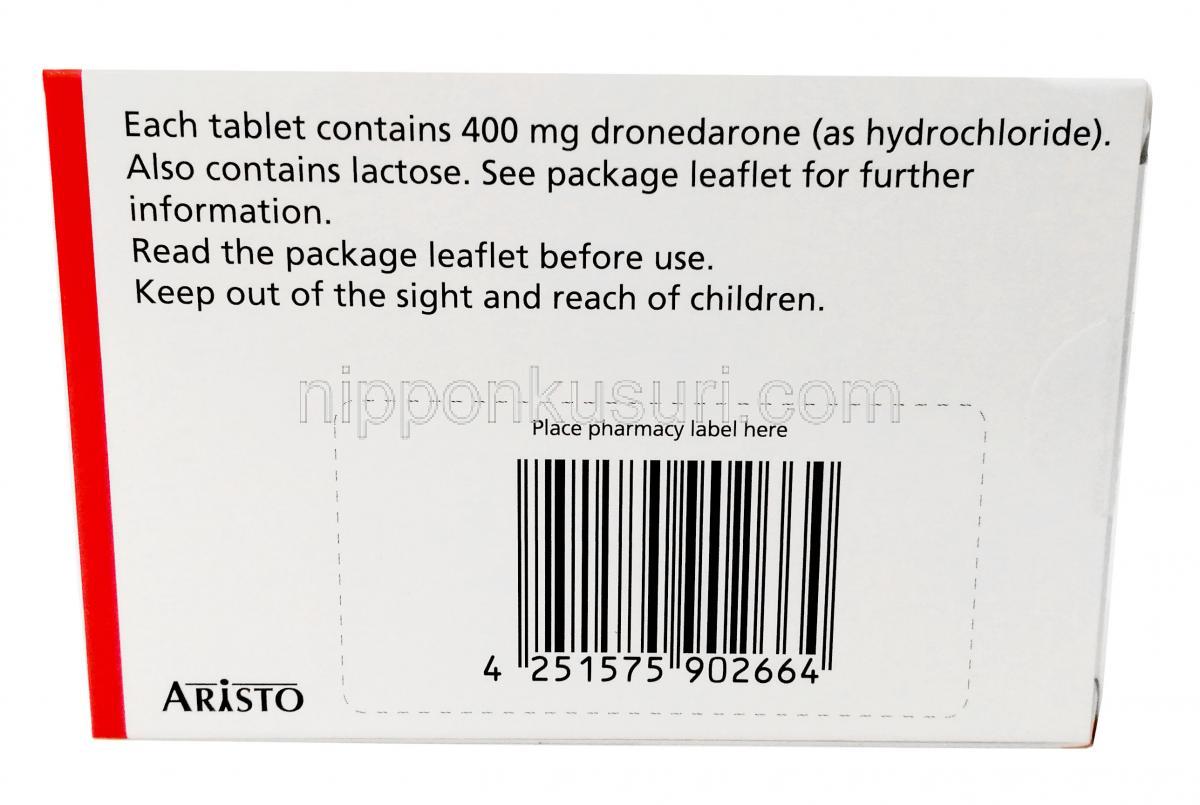 Each tablet contains 400 mg dronedarone (as hydrochloride).
Also contains lactose. See package leaflet for further
information.
Read the package leaflet before use.
Keep out of the sight and reach of children.
nipponkusuri.com
Place pharmacy label here
4 251575 902664
ARISTO